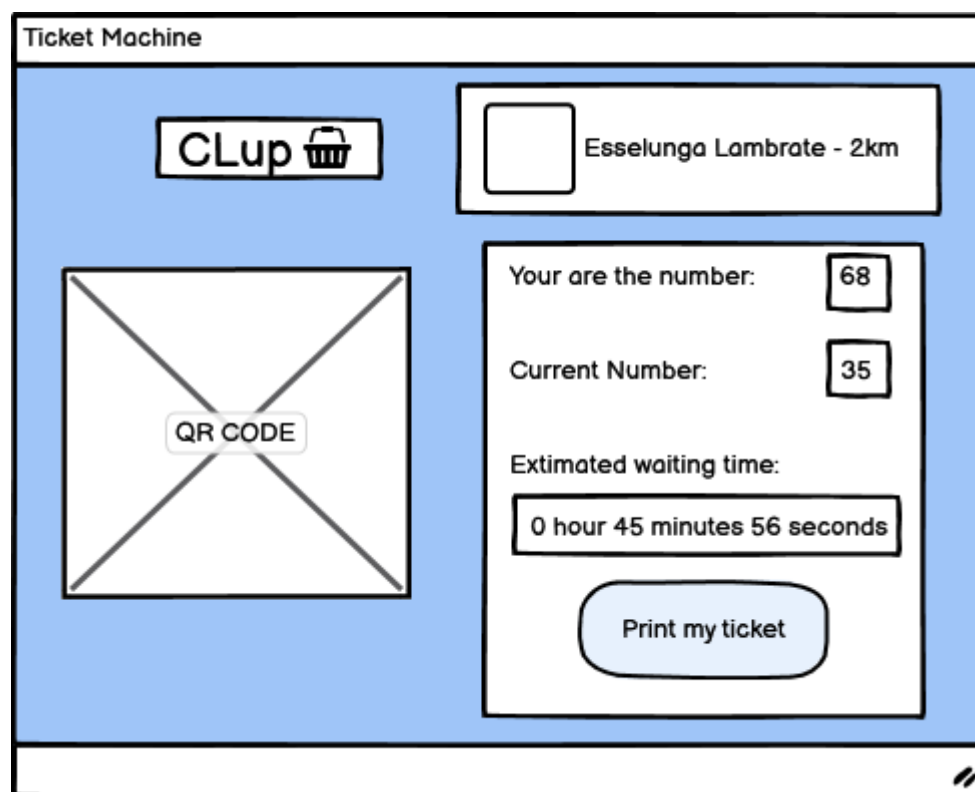 Ticket Machine
CLup
Esselunga Lambrate - 2km
QR CODE
Your are the number: 68
Current Number: 35
Extimated waiting time:
0 hour 45 minutes 56 seconds
Print my ticket